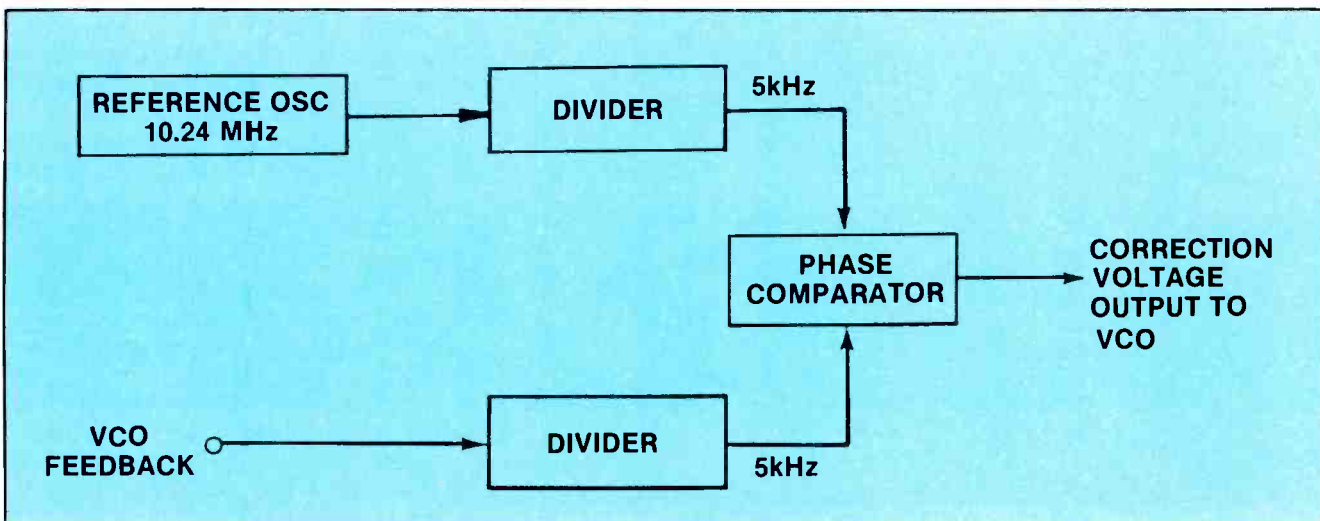 REFERENCE OSC
10.24 MHz
DIVIDER
5kHz
PHASE
COMPARATOR
CORRECTION
VOLTAGE
OUTPUT TO
VCO
VCO
FEEDBACK
DIVIDER
5kHz